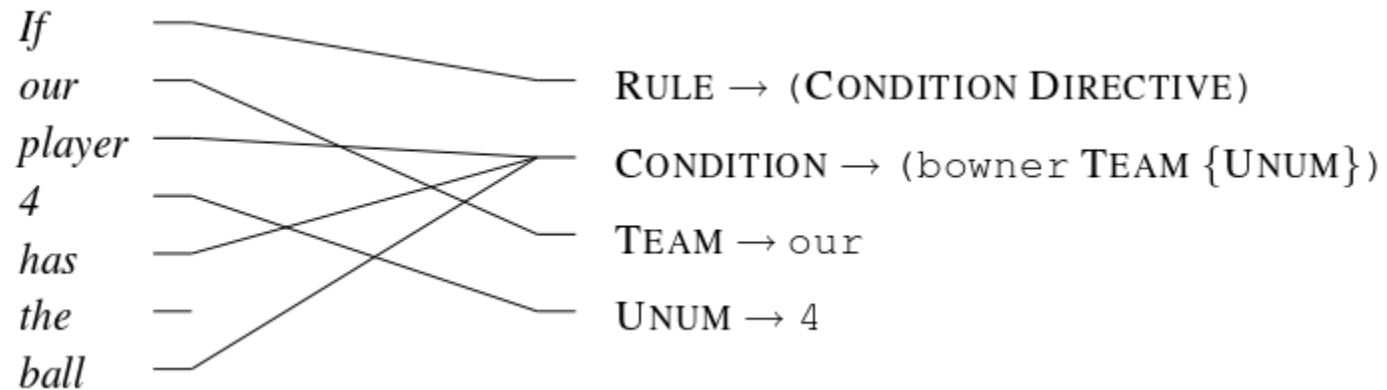 If
our
player
4
has
the
ball
RULE → (CONDITION DIRECTIVE)
CONDITION → (bowner TEAM {UNUM})
TEAM → our
UNUM → 4